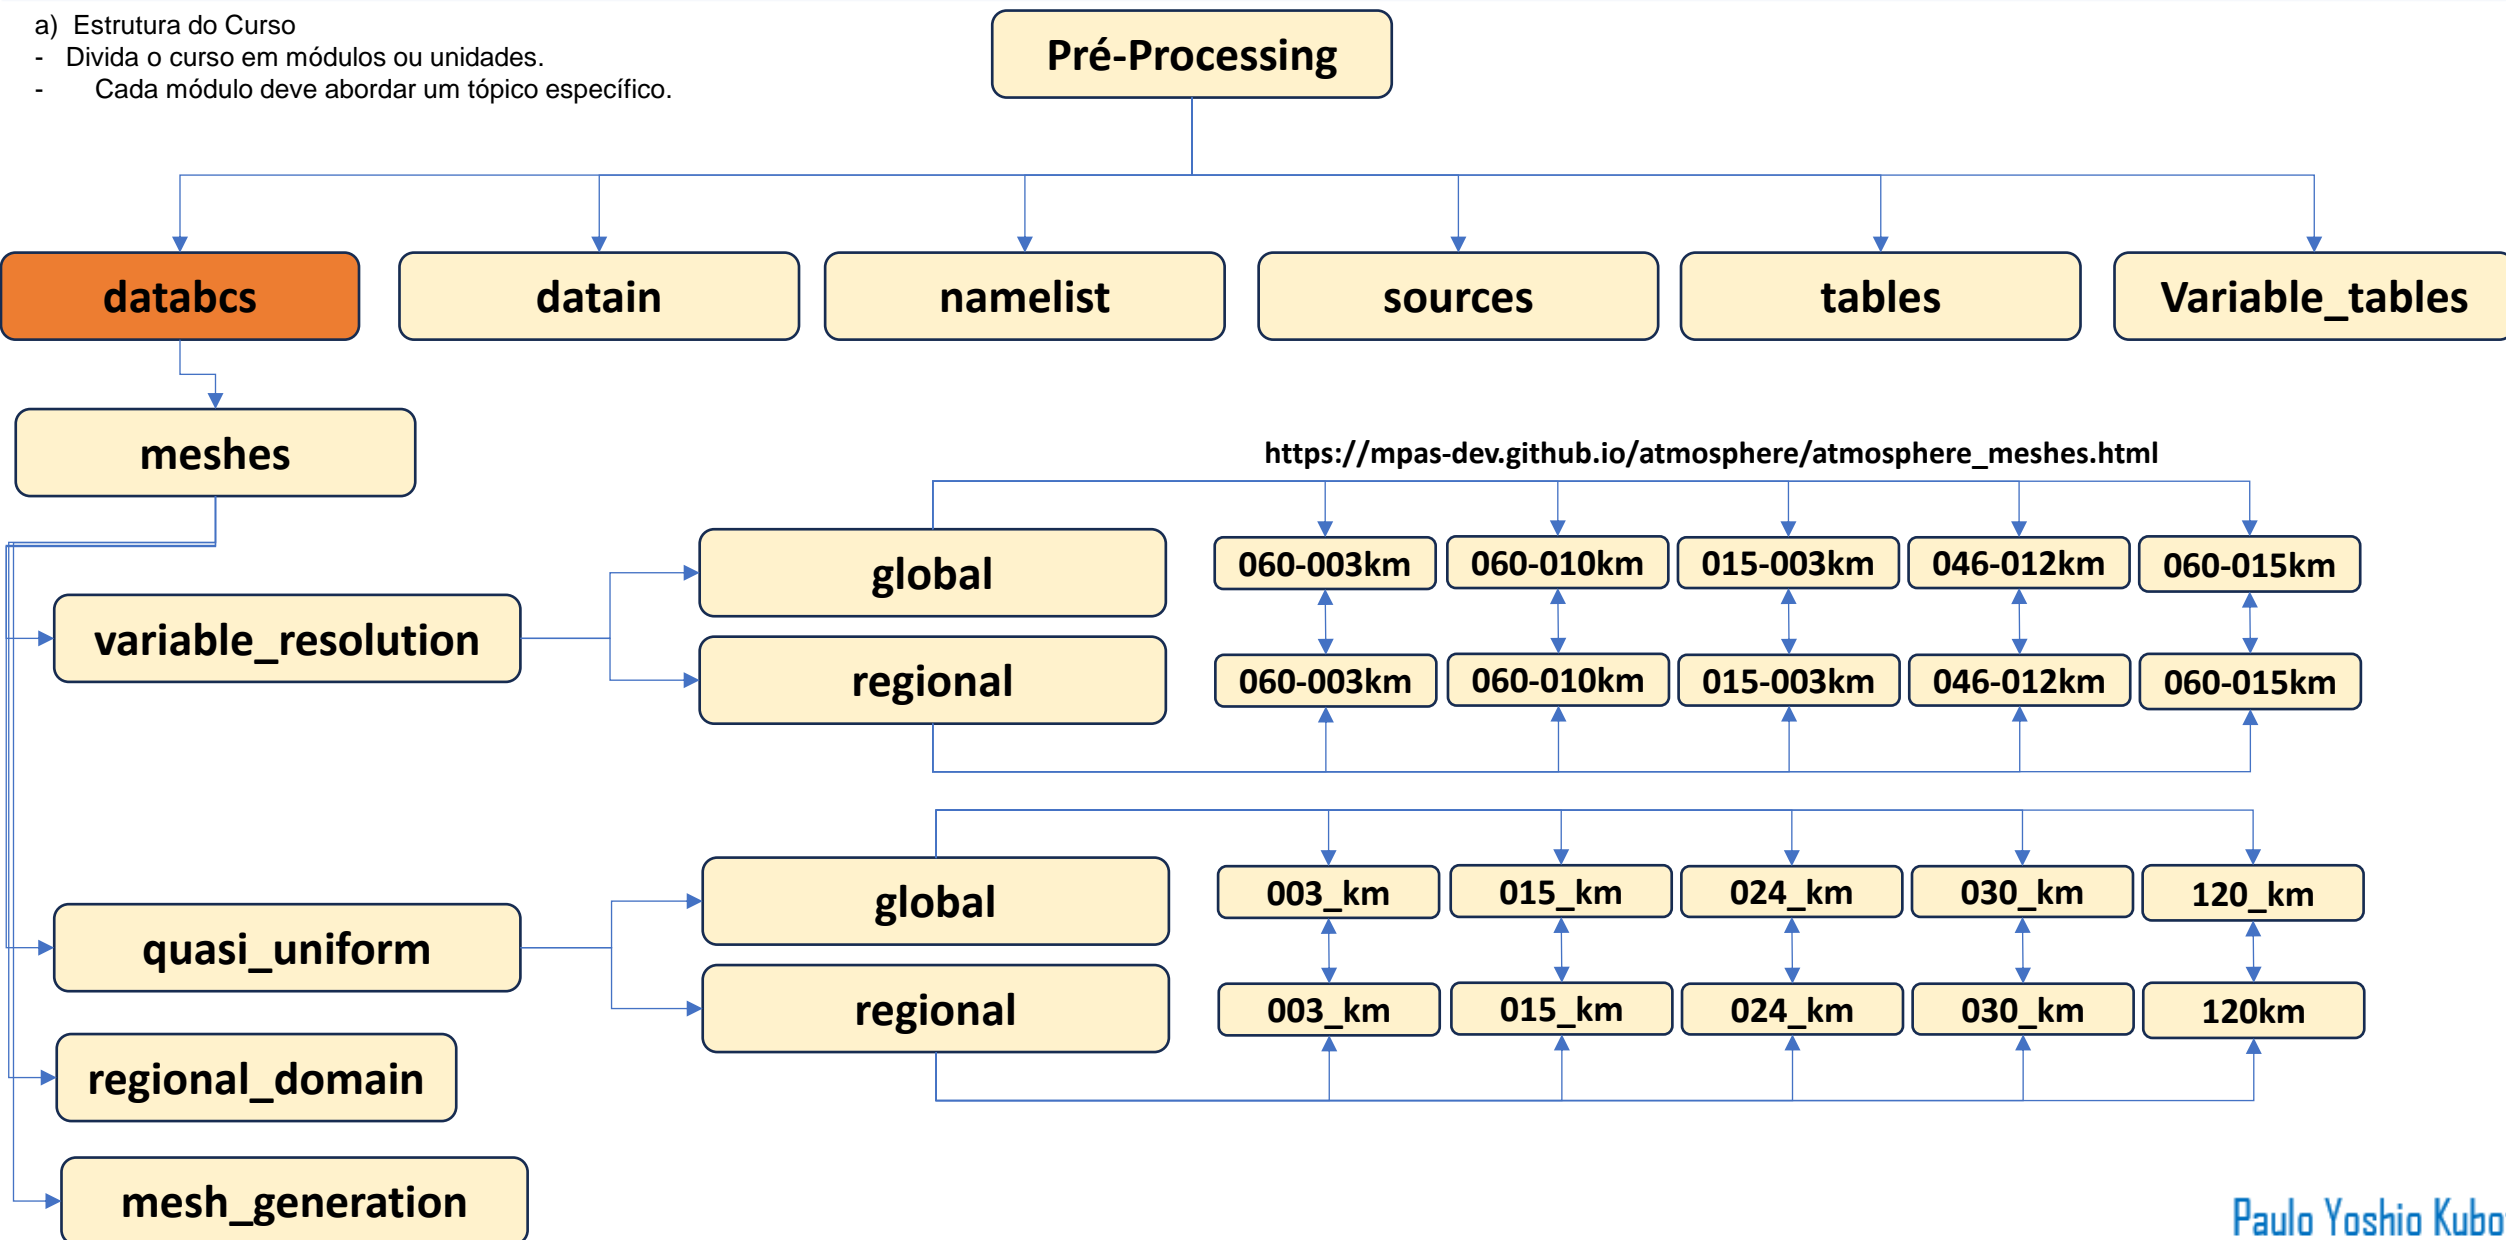 a) Estrutura do Curso
- Divida o curso em módulos ou unidades.
- Cada módulo deve abordar um tópico específico.
Pré-Processing
databcs
datain
namelist
sources
tables
Variable_tables
meshes
https://mpas-dev.github.io/atmosphere/atmosphere_meshes.html
variable_resolution
global
060-003km
060-010km
015-003km
046-012km
060-015km
regional
060-003km
060-010km
015-003km
046-012km
060-015km
quasi_uniform
global
003_km
015_km
024_km
030_km
120_km
regional
003_km
015_km
024_km
030_km
120km
regional_domain
mesh_generation
Paulo Yoshio Kubo